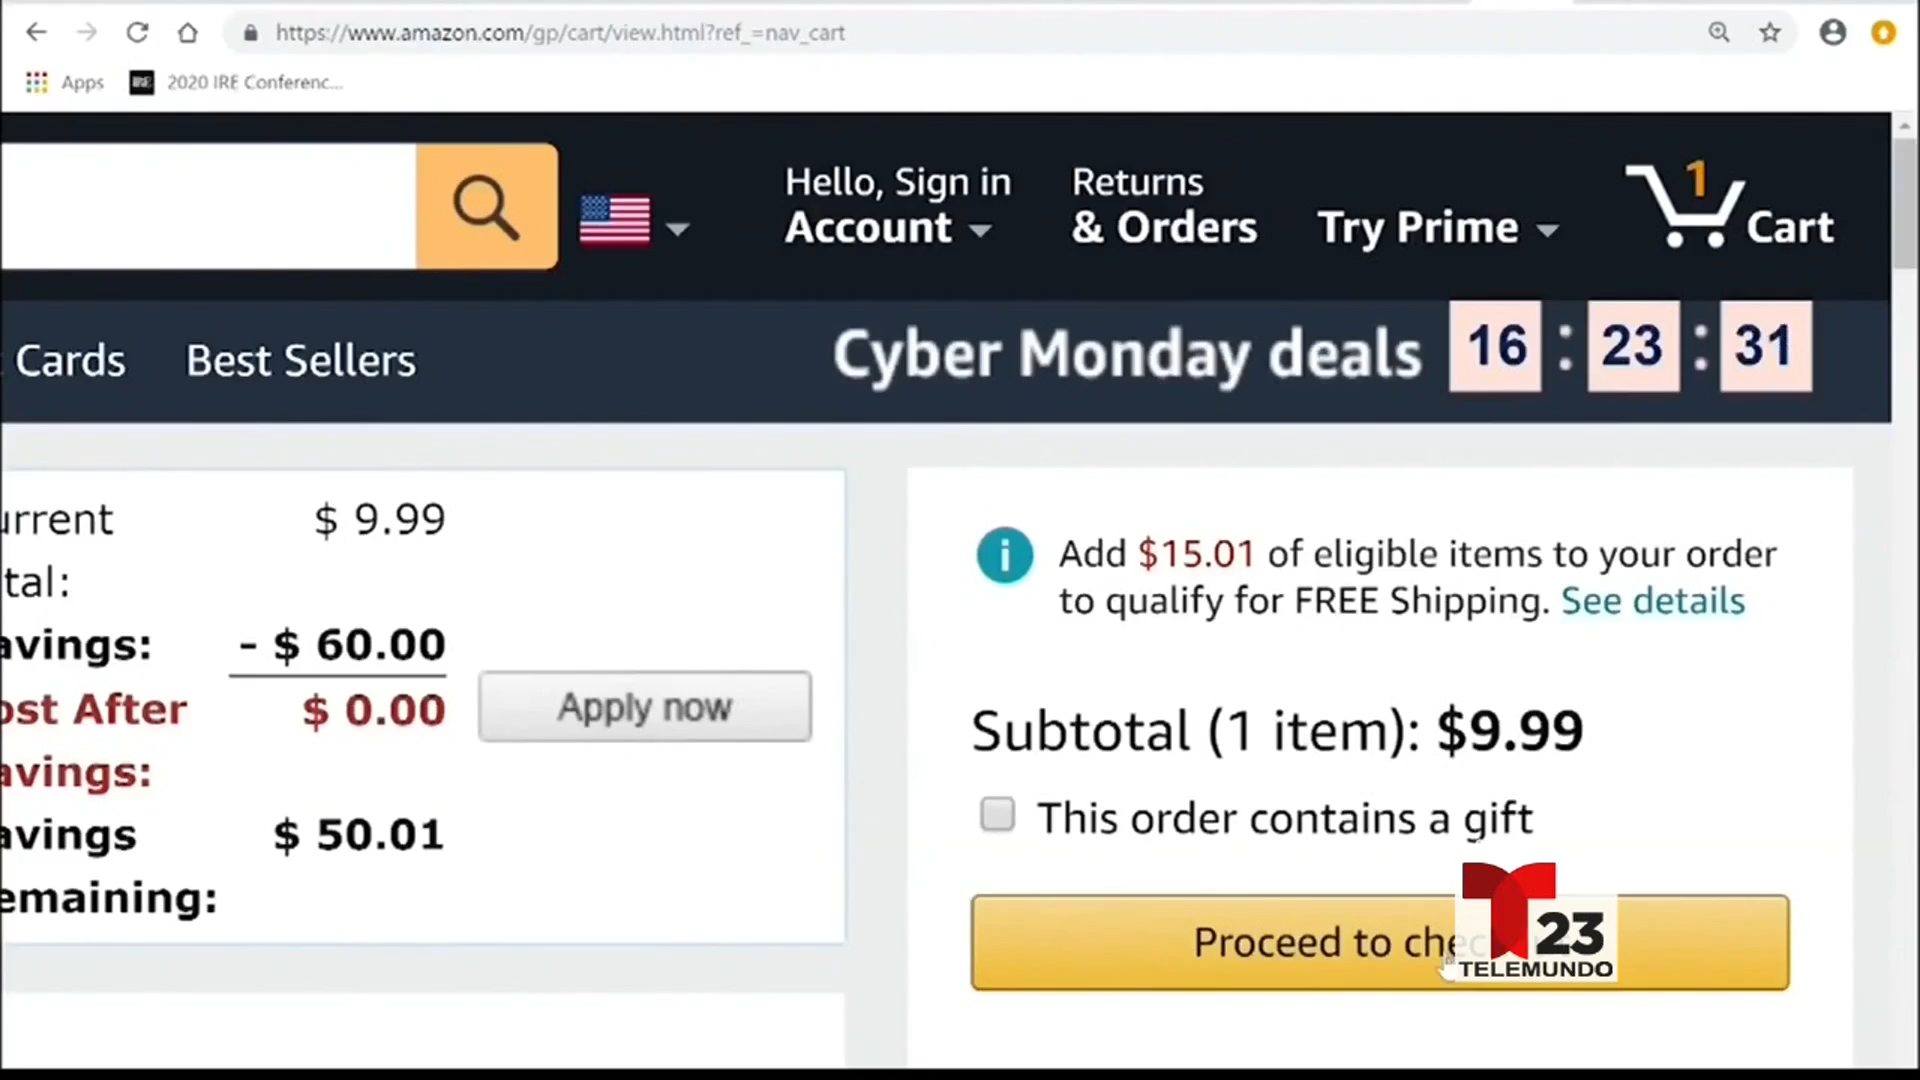 https://www.amazon.com/gp/cart/view.html?ref_=nav_cart
Apps
2020 IRE Conferenc...
Hello, Sign in
Account
Returns
& Orders
Try Prime
1
Cart
Cards
Best Sellers
Cyber Monday deals
16 : 23 : 31
urrent
tal:
$ 9.99
avings:
- $ 60.00
ost After
avings:
$ 0.00
Apply now
avings
emaining:
$ 50.01
Add $15.01 of eligible items to your order
to qualify for FREE Shipping. See details
Subtotal (1 item): $9.99
This order contains a gift
Proceed to chec
23
TELEMUNDO